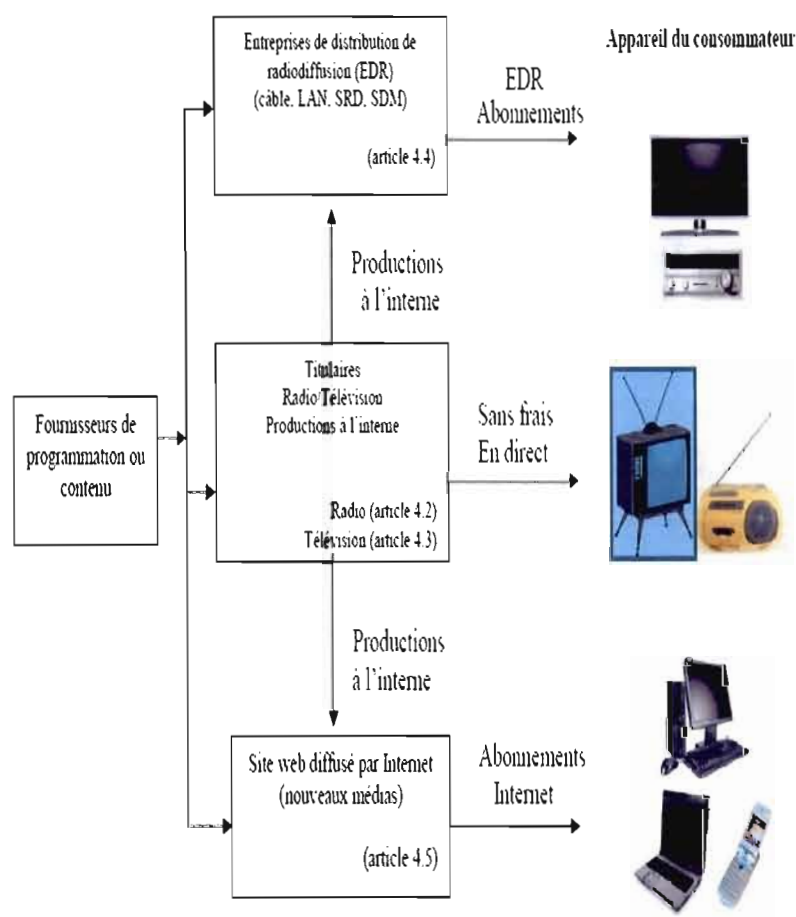 Entreprises de distribution de
radiodiffusion (EDR)
(câble, LAN, SRD, SDM)
(article 4.4)
EDR
Abonnements
Appareil du consommateur
Productions
à l'interne
Fournisseurs de
programmation ou
contenu
Titulaires
Radio/Télévision
Productions à l'interne
Radio (article 4.2)
Télévision (article 4.3)
Sans frais
En direct
Productions
à l'interne
Site web diffusé par Internet
(nouveaux médias)
(article 4.5)
Abonnements
Internet